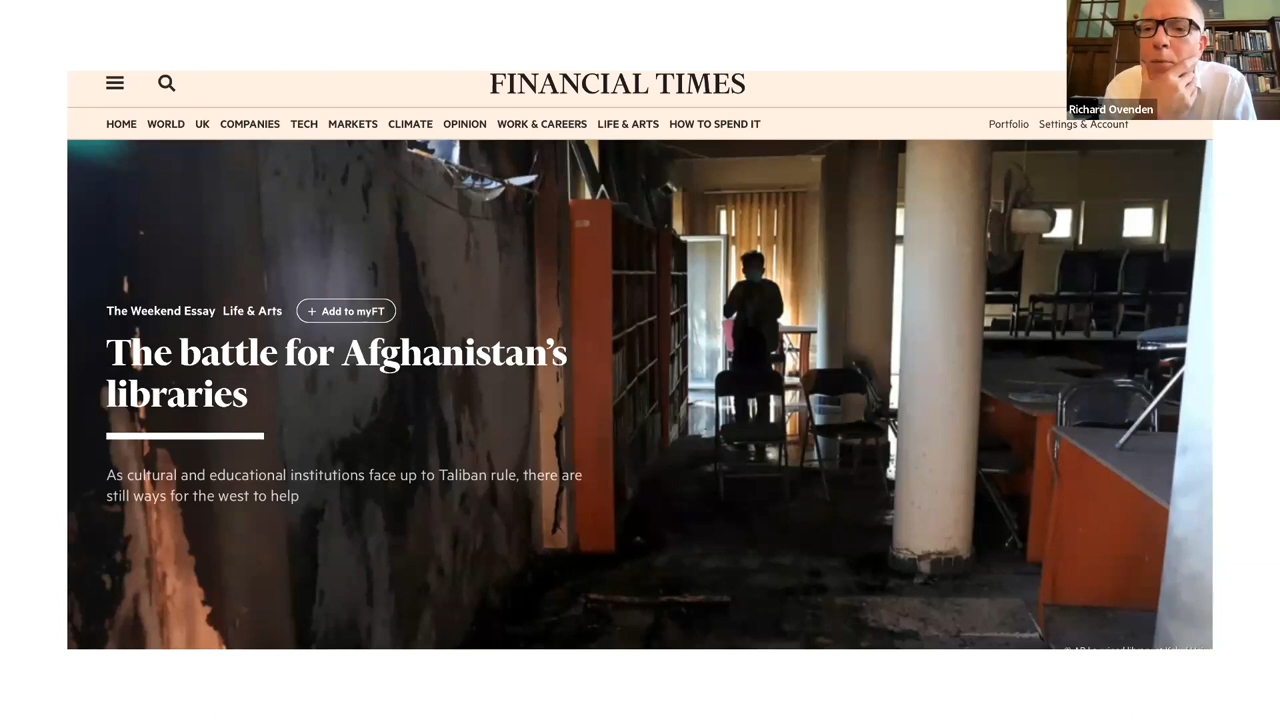 FINANCIAL TIMES
Richard Ovenden
HOME WORLD UK COMPANIES TECH MARKETS CLIMATE OPINION WORK & CAREERS LIFE & ARTS HOW TO SPEND IT
Portfolio Settings & Account
The Weekend Essay Life & Arts + Add to myFT
The battle for Afghanistan’s
libraries
As cultural and educational institutions face up to Taliban rule, there are
still ways for the west to help